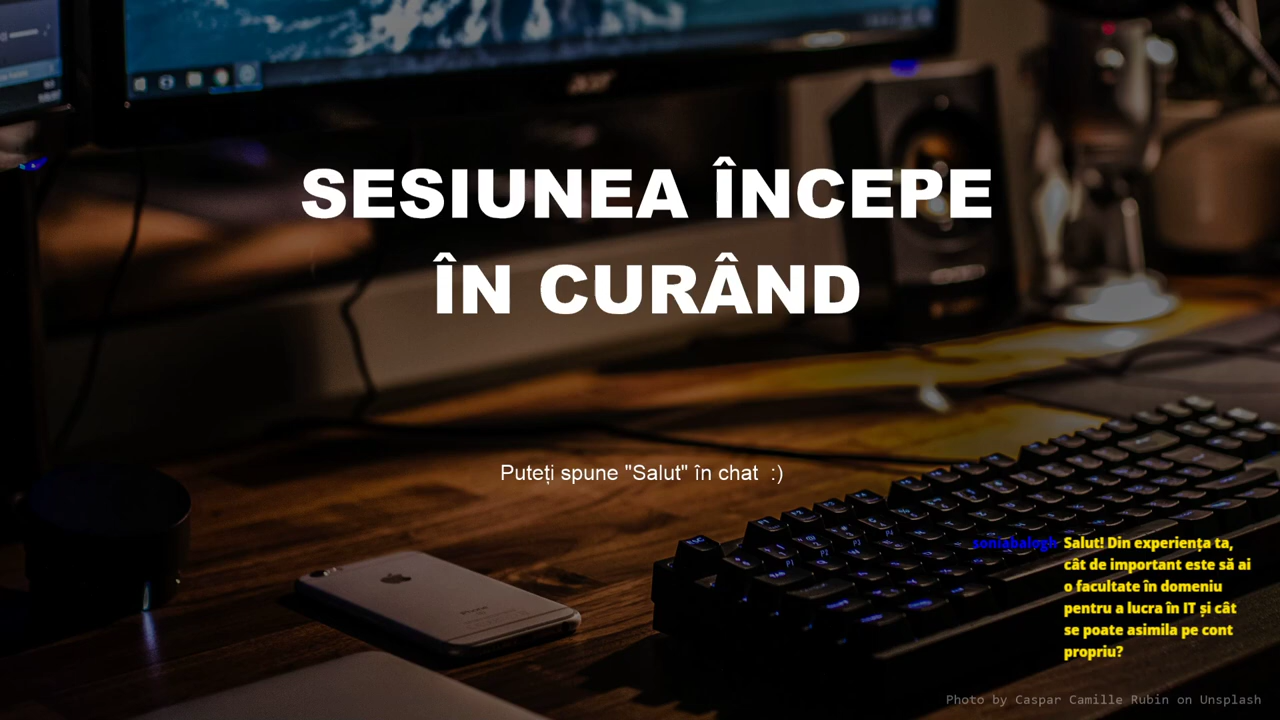 acer
SESIUNEA ÎNCEPE
ÎN CURÂND
Puteți spune "Salut" în chat :)
soniabalogh Salut! Din experiența ta,
cât de important este să ai
o facultate în domeniu
pentru a lucra în IT și cât
se poate asimila pe cont
propriu?
iPhone
Photo by Caspar Camille Rubin on Unsplash